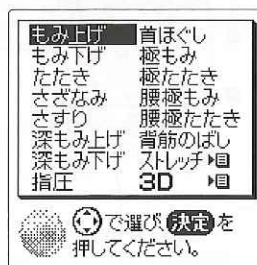 もみ上げ 首ほぐし
もみ下げ 極もみ
たたき 極たたき
さざなみ 腰極もみ
さすり 腰極たたき
深もみ上げ 背筋のばし
深もみ下げ ストレッチ
指圧 3D
で選び、決定を
押してください。